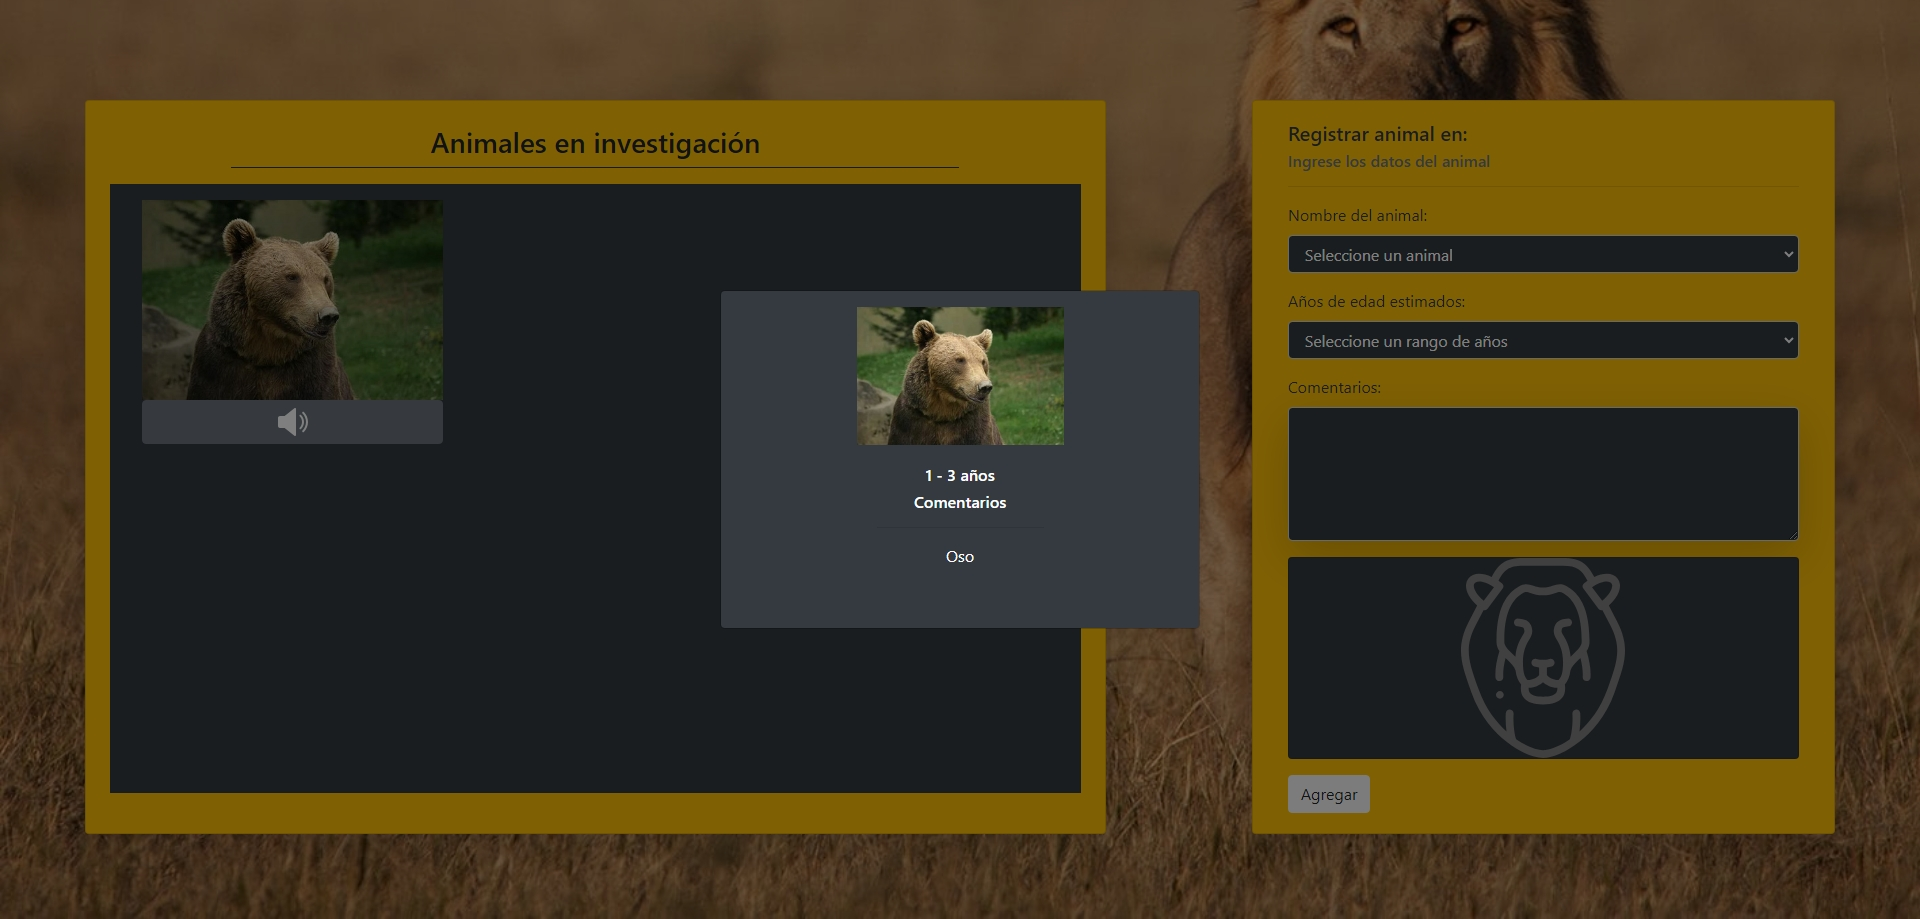 Animales en investigación
1 - 3 años
Comentarios
Oso
Registrar animal en:
Ingrese los datos del animal
Nombre del animal:
Seleccione un animal
Años de edad estimados:
Seleccione un rango de años
Comentarios:
Agregar